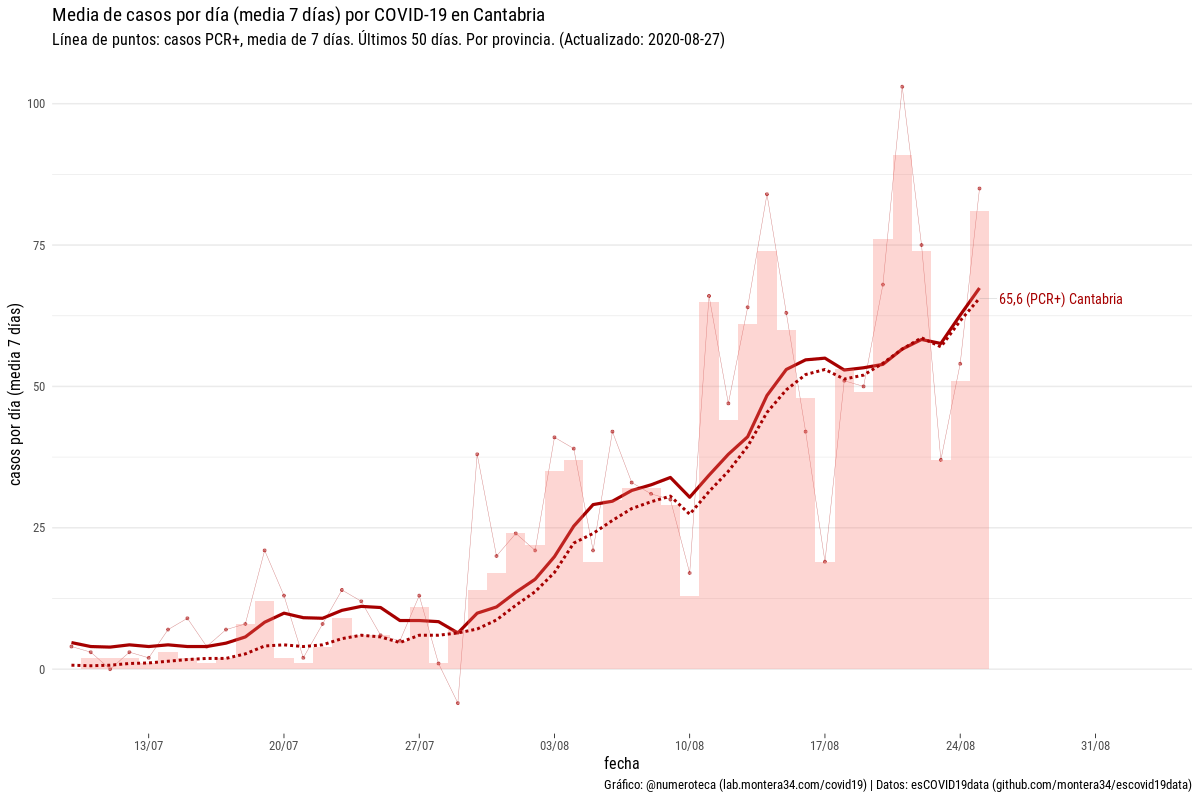 Media de casos por día (media 7 días) por COVID-19 en Cantabria
Línea de puntos: casos PCR+, media de 7 días. Últimos 50 días. Por provincia. (Actualizado: 2020-08-27)
casos por día (media 7 días)
100
75
50
25
0
65,6 (PCR+) Cantabria
13/07
20/07
27/07
03/08
10/08
17/08
24/08
31/08
fecha
Gráfico: @numeroteca (lab.montera34.com/covid19) | Datos: esCOVID19data (github.com/montera34/escovid19data)